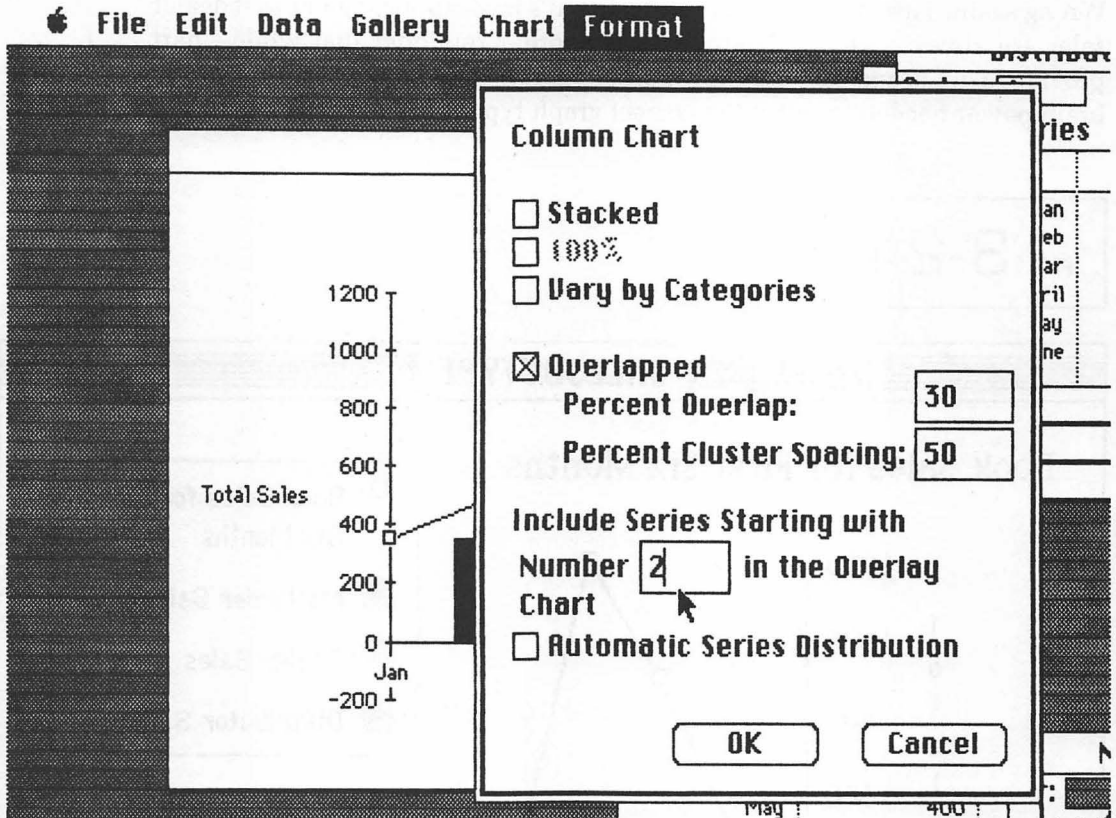 File Edit Data Gallery Chart Format
Column Chart
Stacked
100%
Vary by Categories
Overlapped
Percent Overlap: 30
Percent Cluster Spacing: 50
Include Series Starting with
Number 2 in the Overlay
Chart
Automatic Series Distribution
OK Cancel
1200
1000
800
600
Total Sales
400
200
0
Jan
-200
ries
an
eb
ar
ril
ay
ne
May 400